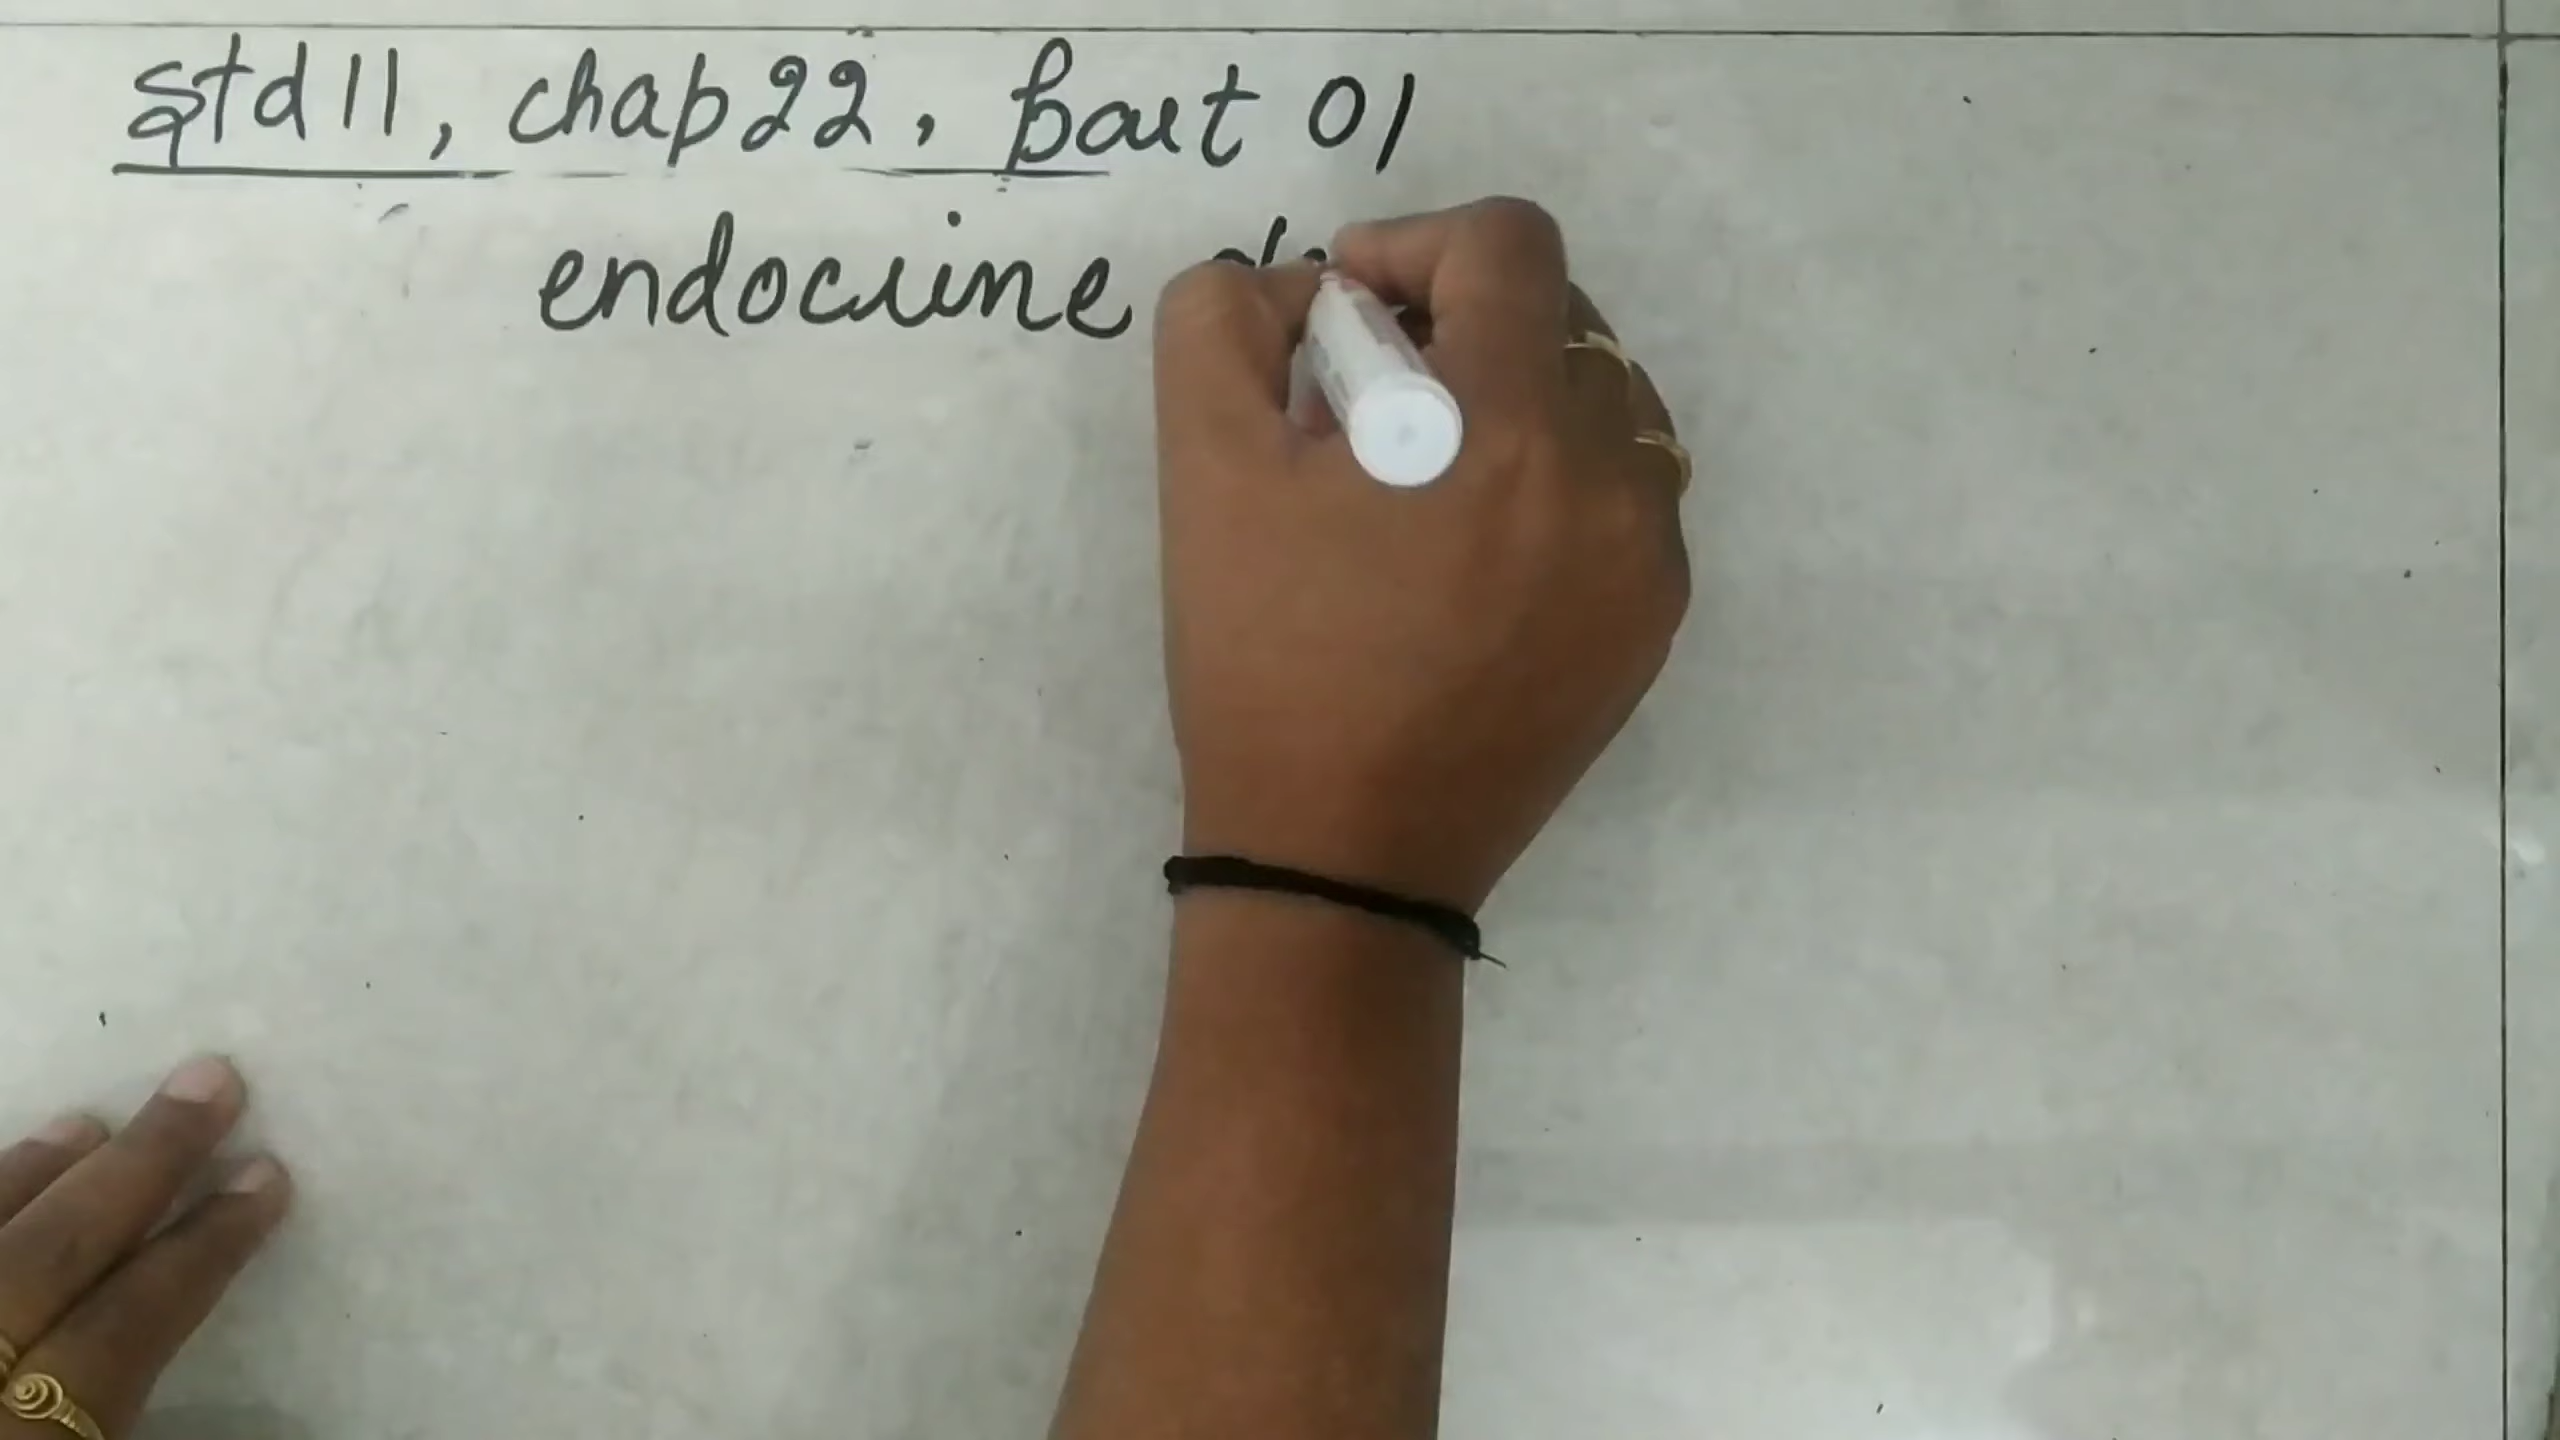 std 11, chap 22, Part 01
endocrine